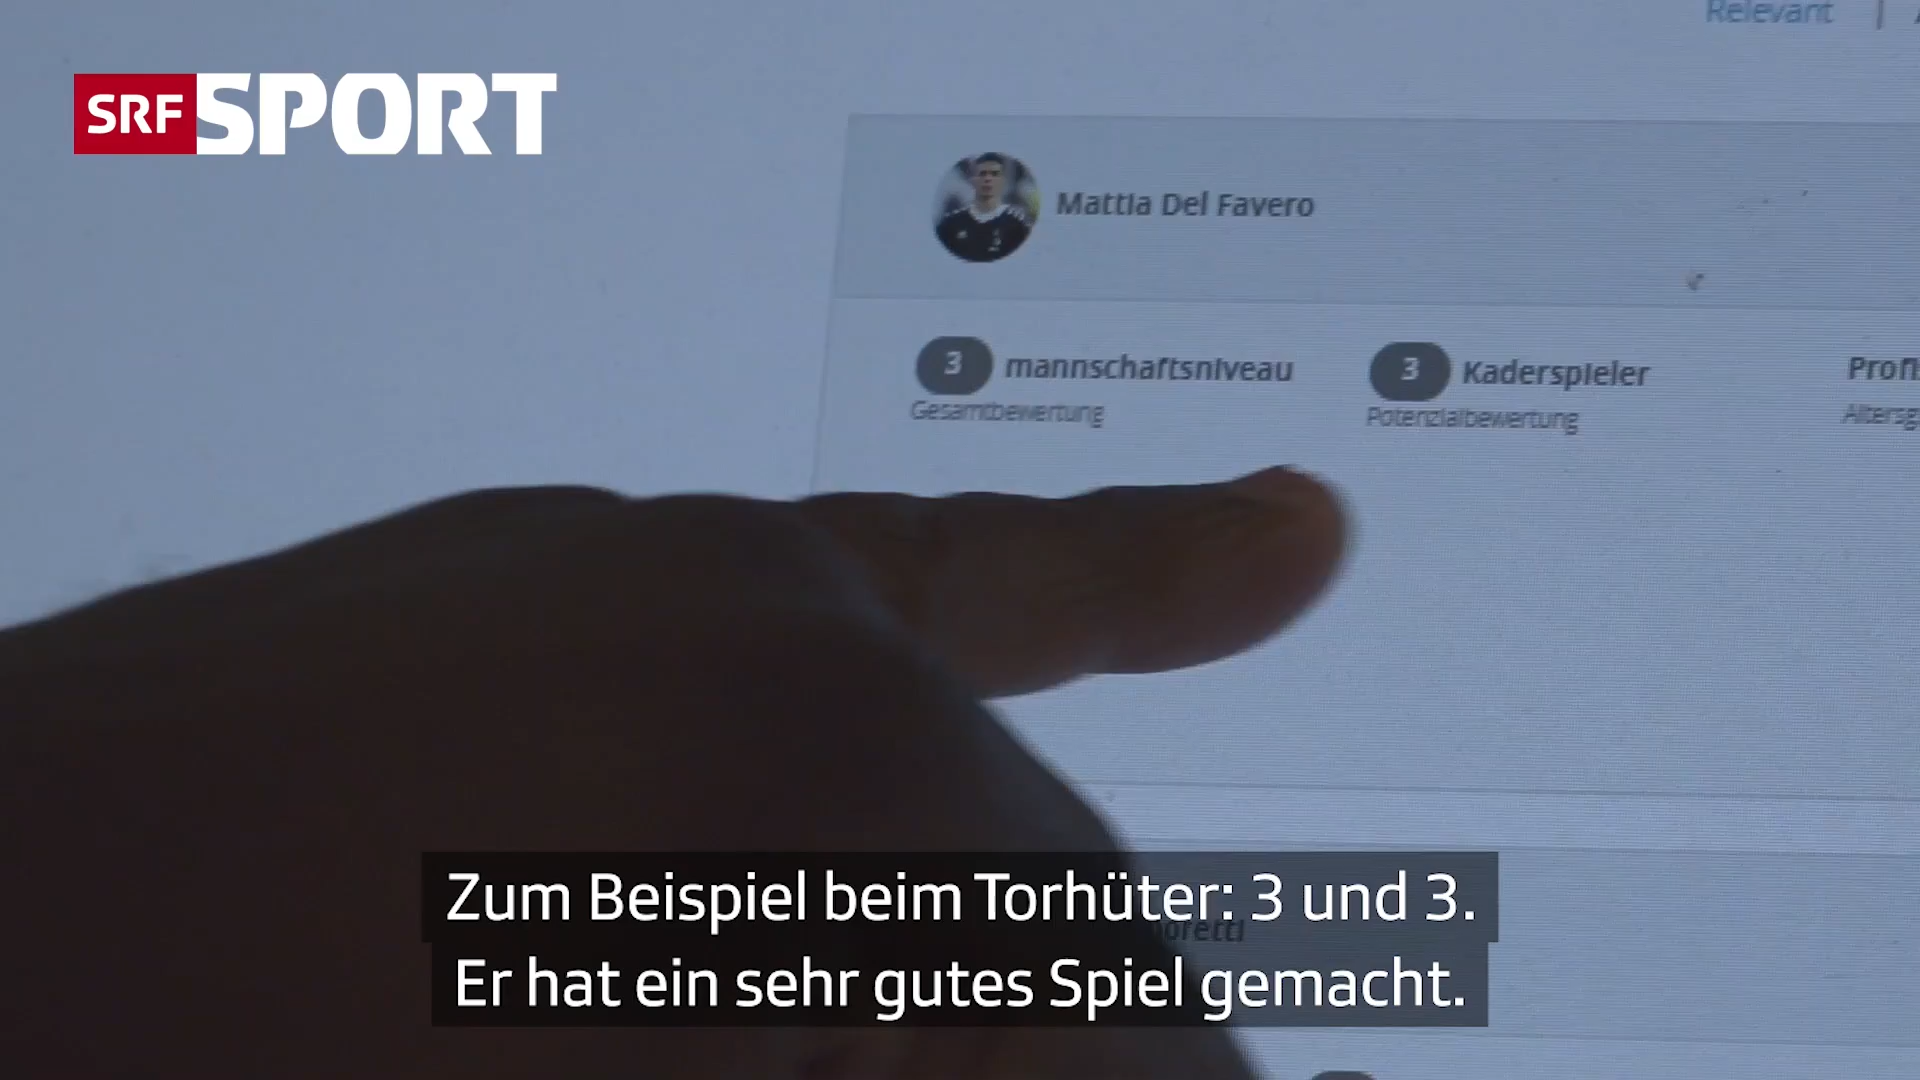 Relevant |
SRF SPORT
Mattia Del Favero
3 mannschaftsniveau
Gesamtbewertung
3 Kaderspieler
Potenzialbewertung
Zum Beispiel beim Torhüter: 3 und 3.
Er hat ein sehr gutes Spiel gemacht.